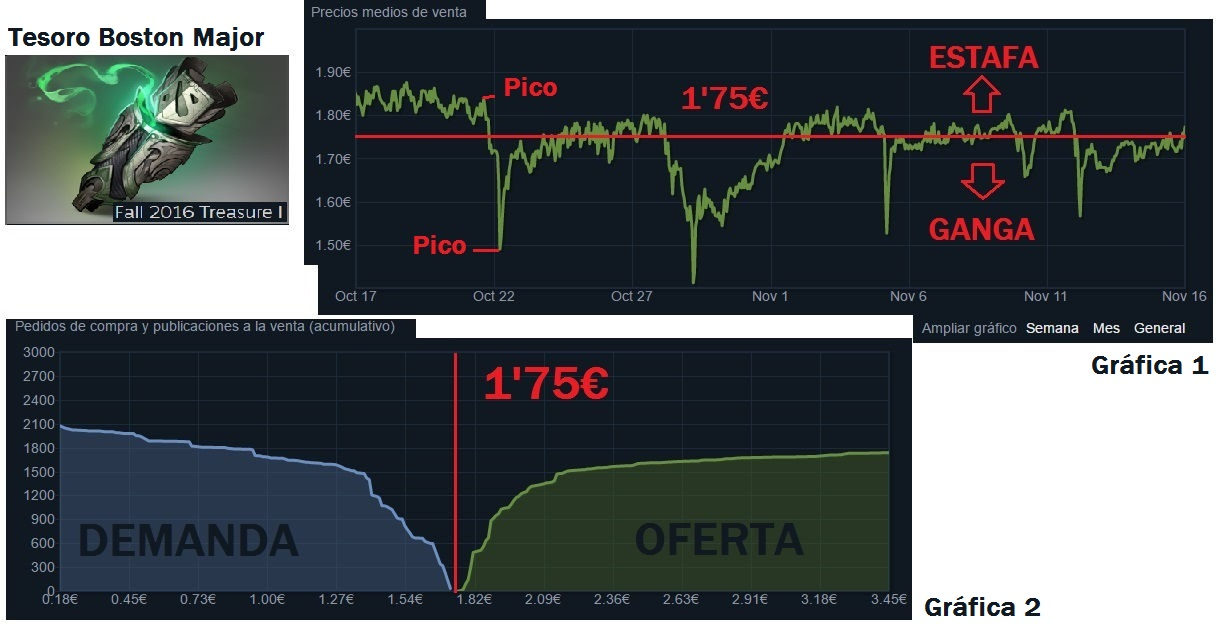 Tesoro Boston Major
Fall 2016 Treasure I
Precios medios de venta
1.90€
1.80€
1.70€
1.60€
1.50€
Pico
Pico
1'75€
ESTAFA
GANGA
Oct 17 Oct 22 Oct 27 Nov 1 Nov 6 Nov 11 Nov 16
Ampliar gráfico Semana Mes General
Gráfica 1
Pedidos de compra y publicaciones a la venta (acumulativo)
3000
2700
2400
2100
1800
1500
1200
900
600
300
0
1'75€
DEMANDA
OFERTA
0.18€ 0.45€ 0.73€ 1.00€ 1.27€ 1.54€ 1.82€ 2.09€ 2.36€ 2.63€ 2.91€ 3.18€ 3.45€
Gráfica 2